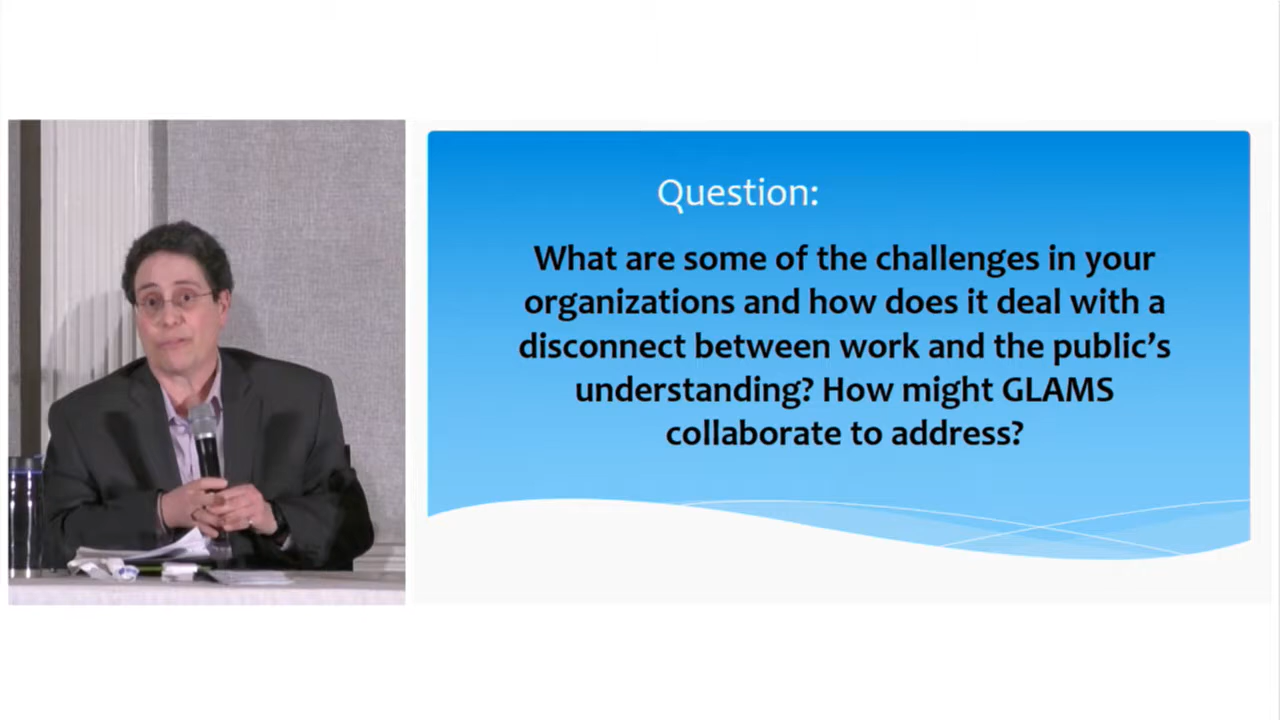 Question:
What are some of the challenges in your
organizations and how does it deal with a
disconnect between work and the public’s
understanding? How might GLAMS
collaborate to address?